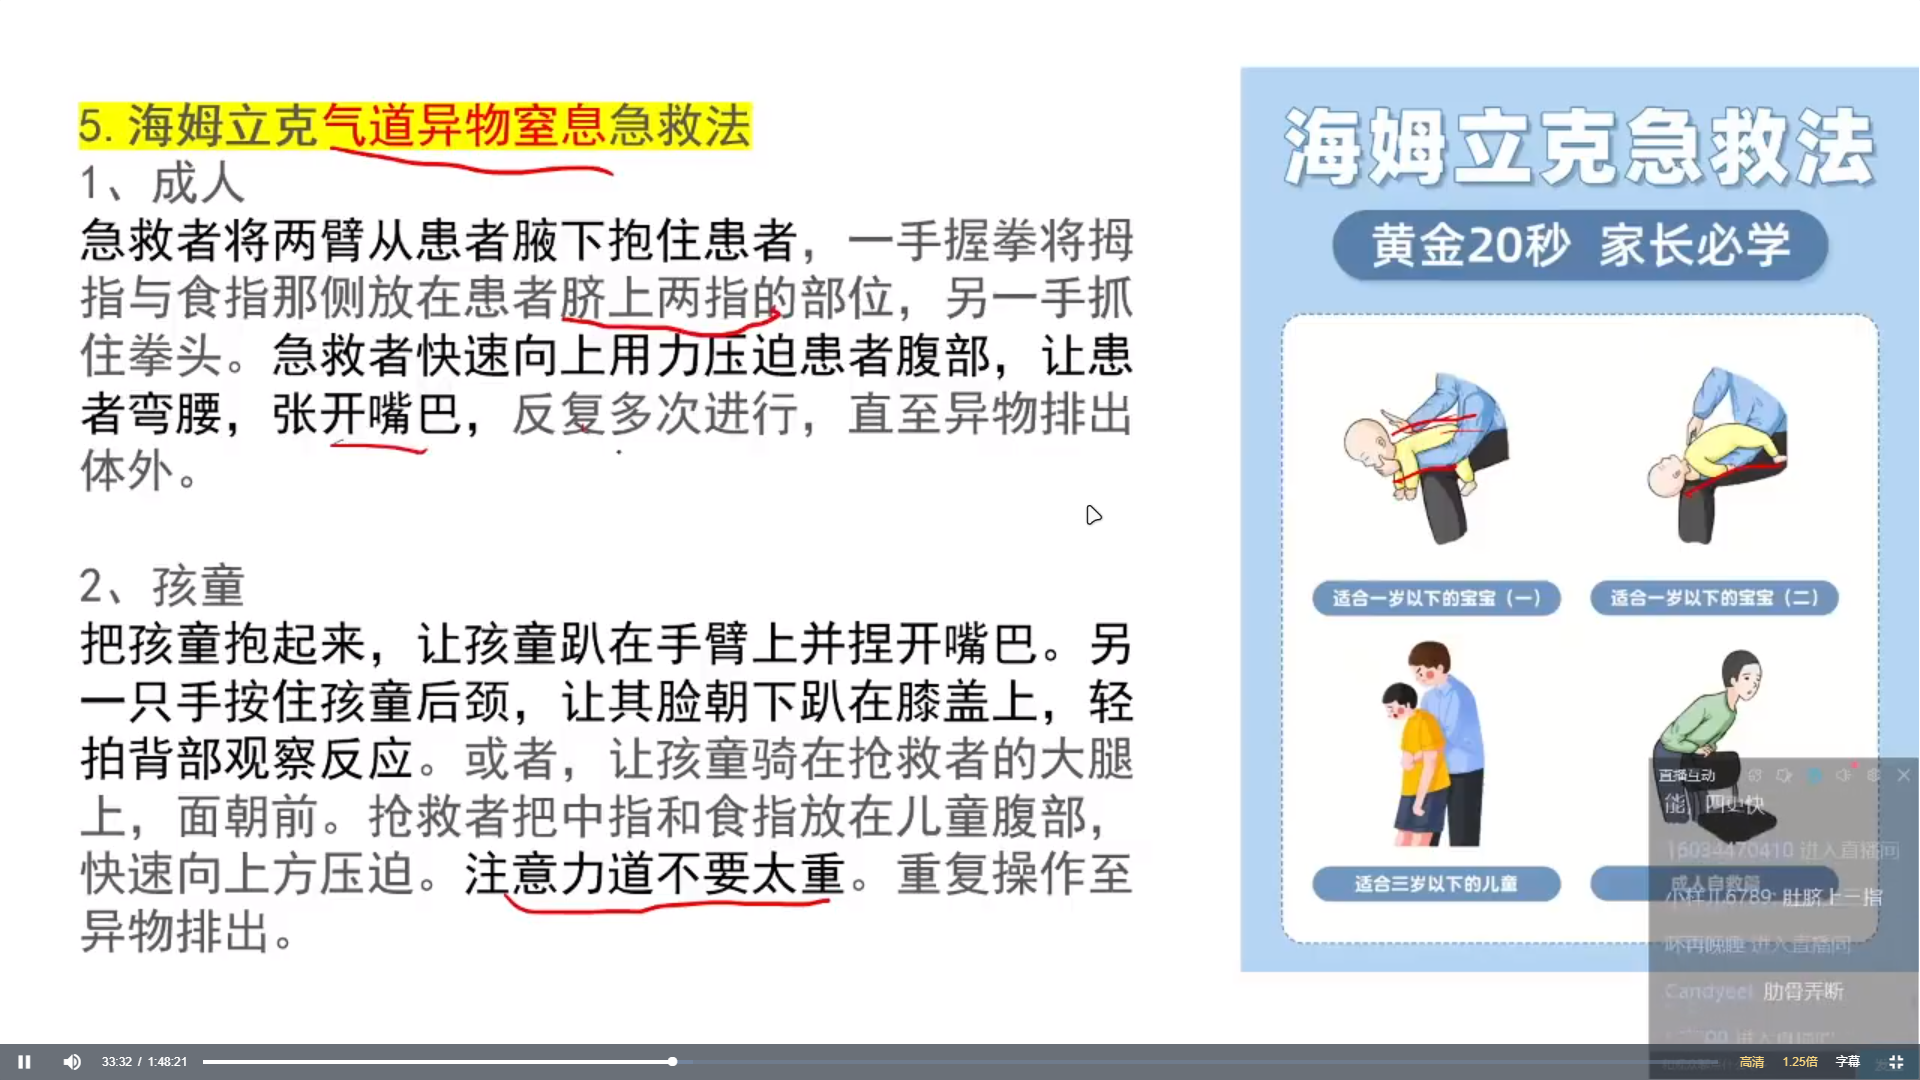 5. 海姆立克气道异物窒息急救法
1、成人
急救者将两臂从患者腋下抱住患者，一手握拳将拇
指与食指那侧放在患者脐上两指的部位，另一手抓
住拳头。急救者快速向上用力压迫患者腹部，让患
者弯腰，张开嘴巴，反复多次进行，直至异物排出
体外。
2、孩童
把孩童抱起来，让孩童趴在手臂上并捏开嘴巴。另
一只手按住孩童后颈，让其脸朝下趴在膝盖上，轻
拍背部观察反应。或者，让孩童骑在抢救者的大腿
上，面朝前。抢救者把中指和食指放在儿童腹部，
快速向上方压迫。注意力道不要太重。重复操作至
异物排出。
海姆立克急救法
黄金20秒 家长必学
适合一岁以下的宝宝（一）
适合一岁以下的宝宝（二）
适合三岁以下的儿童
成人自救篇
直播互动
能，四更快
16034470410 进入直播间
小样儿6789: 肚脐上三指
进入直播间
Candyeel 肋骨弄断
33:32 / 1:48:21
高清
1.25倍
字幕